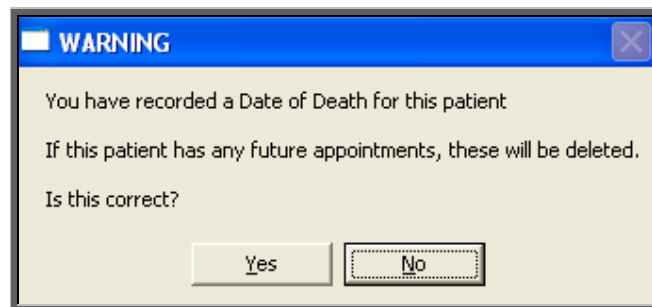 WARNING
You have recorded a Date of Death for this patient
If this patient has any future appointments, these will be deleted.
Is this correct?
Yes No